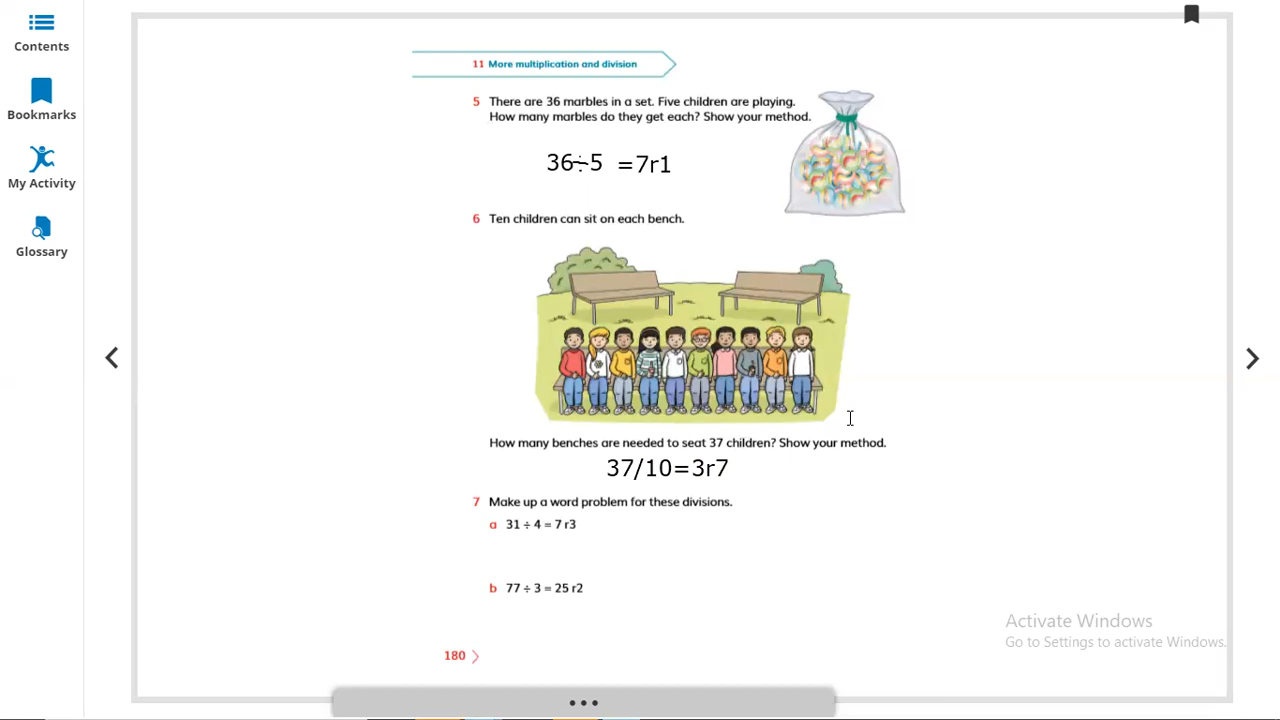 Contents
Bookmarks
My Activity
Glossary
11 More multiplication and division
5 There are 36 marbles in a set. Five children are playing.
How many marbles do they get each? Show your method.
36÷5 =7r1
6 Ten children can sit on each bench.
How many benches are needed to seat 37 children? Show your method.
37/10=3r7
7 Make up a word problem for these divisions.
a 31 ÷ 4 = 7 r3
b 77 ÷ 3 = 25 r2
180
Activate Windows
Go to Settings to activate Windows.